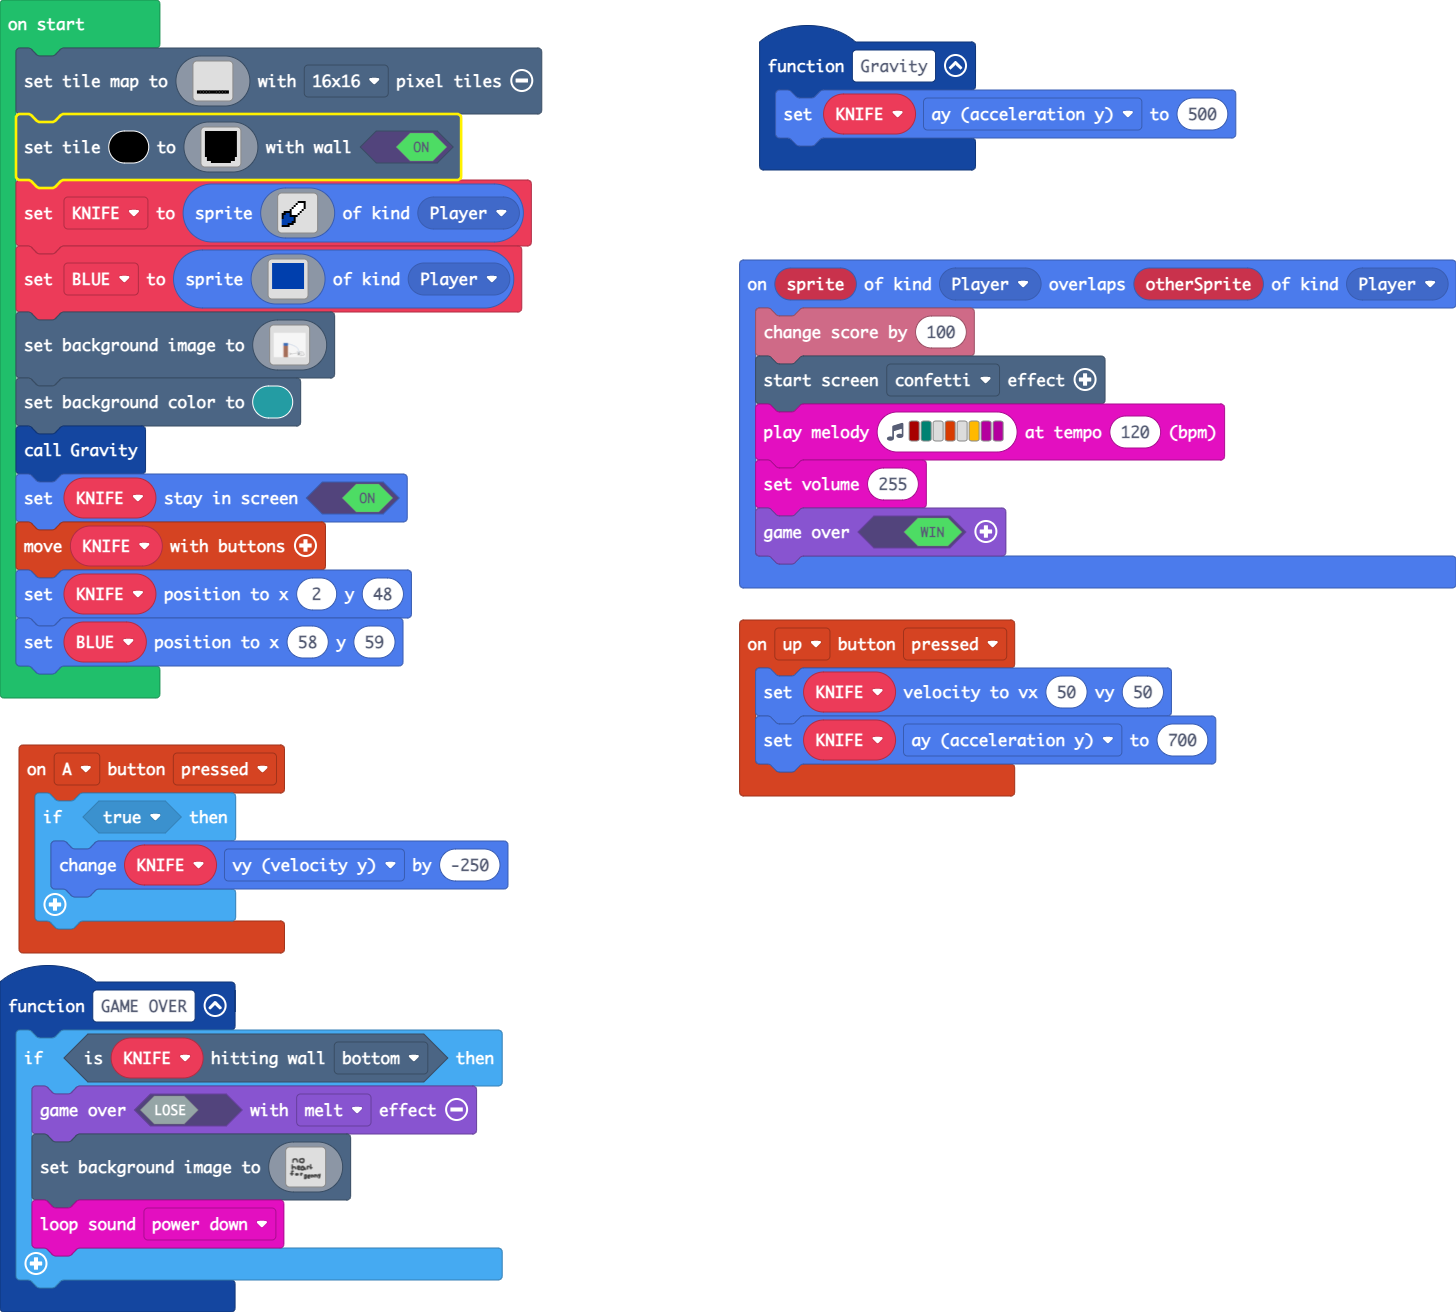 on start
set tile map to with 16x16 pixel tiles
set tile to with wall ON
set KNIFE to sprite of kind Player
set BLUE to sprite of kind Player
set background image to
set background color to
call Gravity
set KNIFE stay in screen ON
move KNIFE with buttons
set KNIFE position to x 2 y 48
set BLUE position to x 58 y 59
on A button pressed
if true then
change KNIFE vy (velocity y) by -250
function GAME OVER
if is KNIFE hitting wall bottom then
game over LOSE with melt effect
set background image to
no
heart
for
loop sound power down
function Gravity
set KNIFE ay (acceleration y) to 500
on sprite of kind Player overlaps otherSprite of kind Player
change score by 100
start screen confetti effect
play melody at tempo 120 (bpm)
set volume 255
game over WIN
on up button pressed
set KNIFE velocity to vx 50 vy 50
set KNIFE ay (acceleration y) to 700